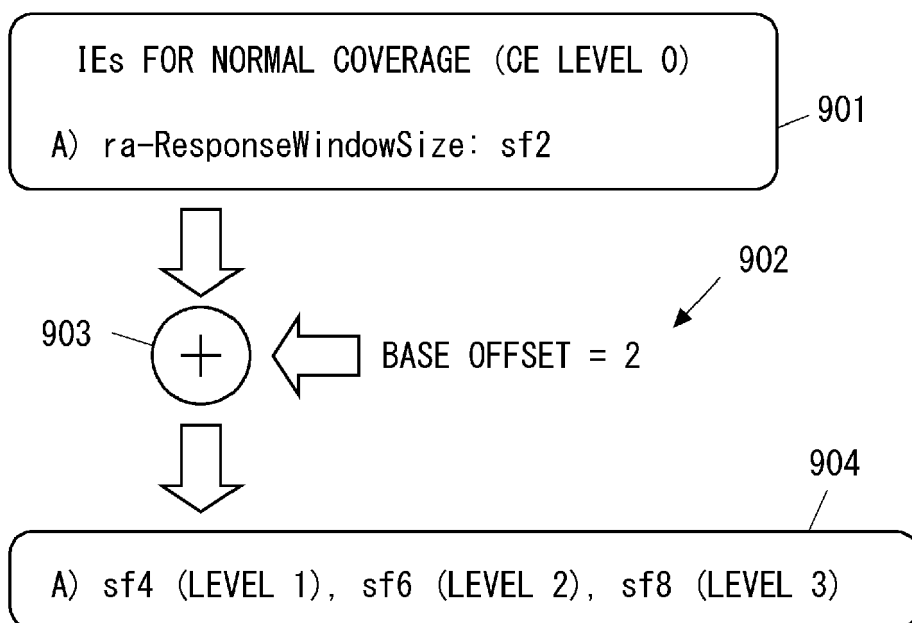 IEs FOR NORMAL COVERAGE (CE LEVEL 0)
A) ra-ResponseWindowSize: sf2
901
902
903
+
BASE OFFSET = 2
904
A) sf4 (LEVEL 1), sf6 (LEVEL 2), sf8 (LEVEL 3)